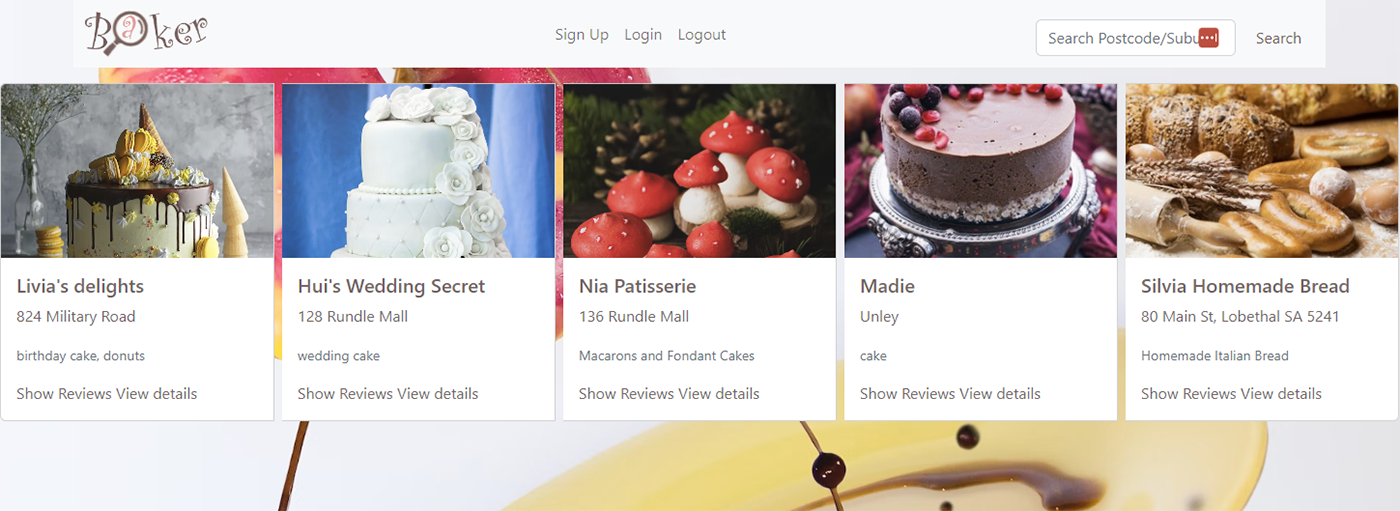 Baker
Sign Up Login Logout
Search Postcode/Subu
Search
Livia's delights
824 Military Road
birthday cake, donuts
Show Reviews View details
Hui's Wedding Secret
128 Rundle Mall
wedding cake
Show Reviews View details
Nia Patisserie
136 Rundle Mall
Macarons and Fondant Cakes
Show Reviews View details
Madie
Unley
cake
Show Reviews View details
Silvia Homemade Bread
80 Main St, Lobethal SA 5241
Homemade Italian Bread
Show Reviews View details